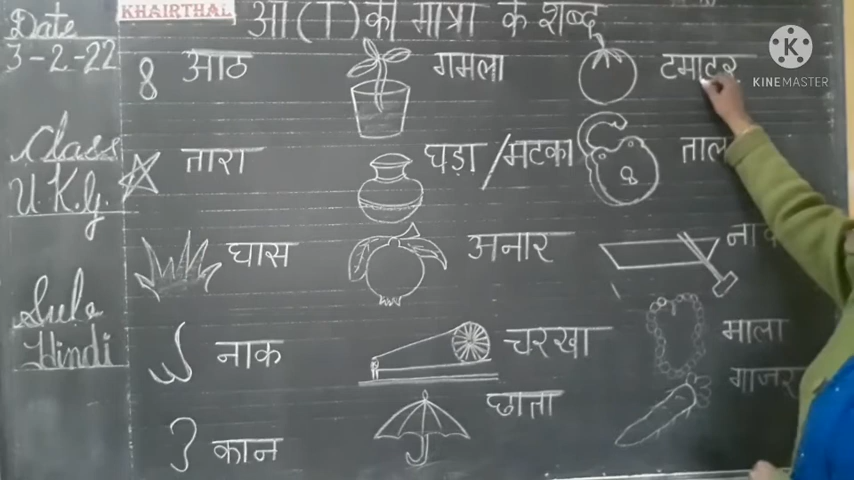 KHAIRTHAL
आ (ा) की मात्रा के शब्द
Date
3-2-22
Class
U.K.G.
Sub
Hindi
8 आठ
गमला
टमाटर
तारा
घड़ा/मटका
घास
अनार
नाक
चरखा
माला
कान
छाता
गाजर
K
KINEMASTER